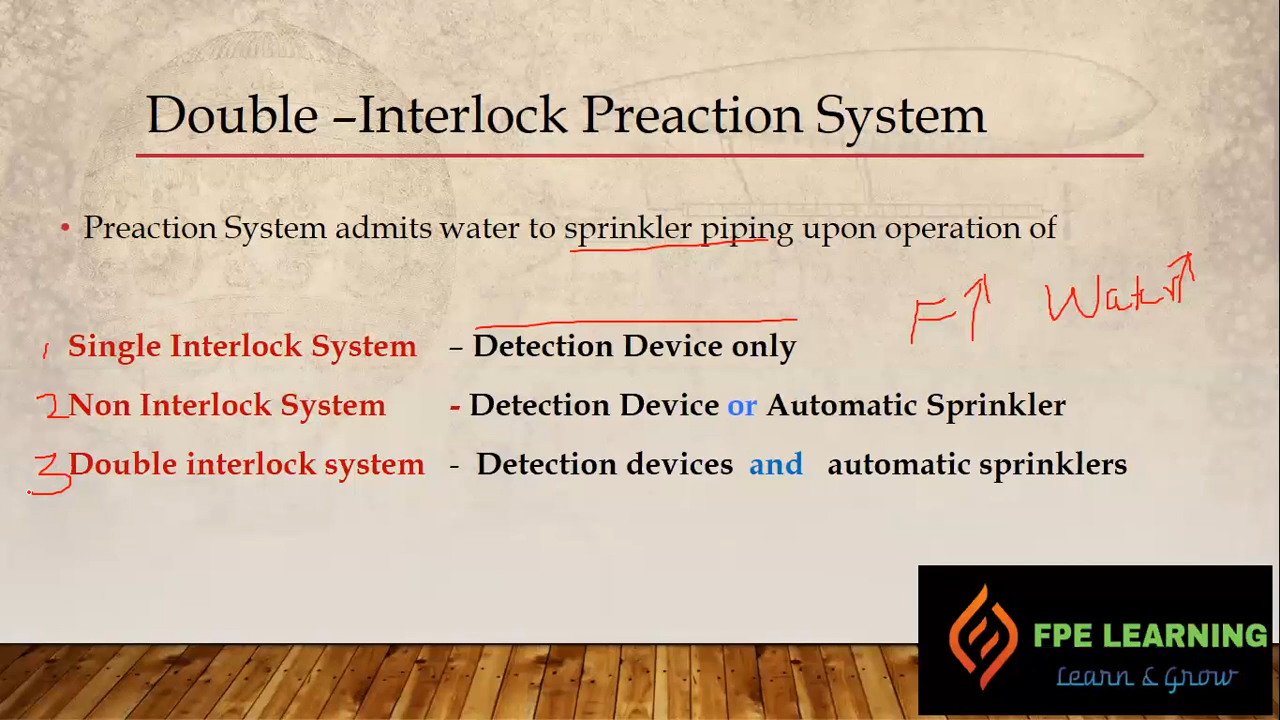 Double –Interlock Preaction System
• Preaction System admits water to sprinkler piping upon operation of
F↑ Water↑
1 Single Interlock System – Detection Device only
2 Non Interlock System - Detection Device or Automatic Sprinkler
3 Double interlock system - Detection devices and automatic sprinklers
FPE LEARNING
Learn & Grow